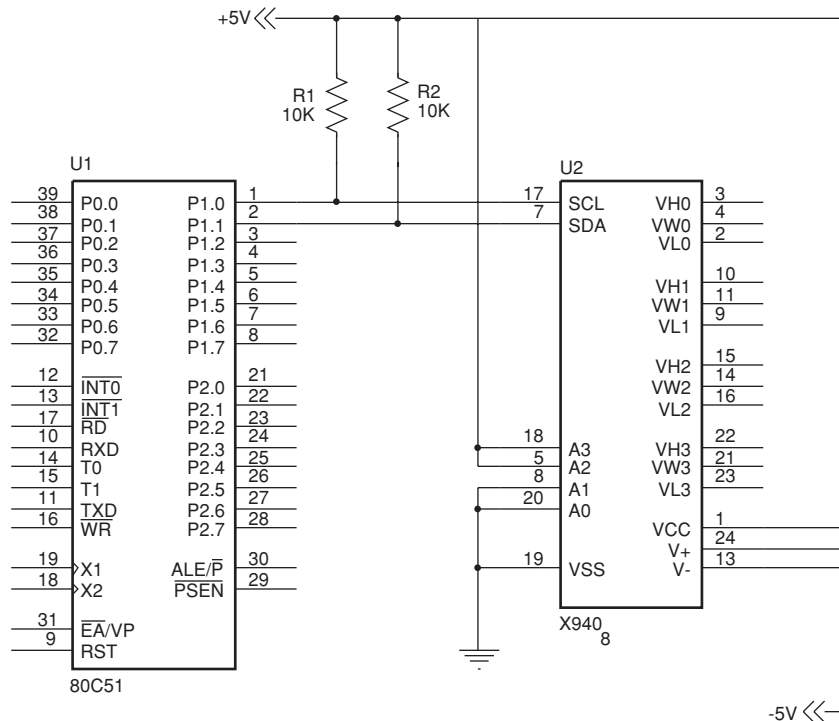 +5V
R1
10K
R2
10K
U1
39 P0.0 P1.0 1
38 P0.1 P1.1 2
37 P0.2 P1.2 3
36 P0.3 P1.3 4
35 P0.4 P1.4 5
34 P0.5 P1.5 6
33 P0.6 P1.6 7
32 P0.7 P1.7 8
12 INT0 P2.0 21
13 INT1 P2.1 22
17 RD P2.2 23
10 RXD P2.3 24
14 T0 P2.4 25
15 T1 P2.5 26
11 TXD P2.6 27
16 WR P2.7 28
19 X1 ALE/P 30
18 X2 PSEN 29
31 EA/VP
9 RST
80C51
U2
17 SCL VH0 3
7 SDA VW0 4
VL0 2
VH1 10
VW1 11
VL1 9
VH2 15
VW2 14
VL2 16
18 A3 VH3 22
5 A2 VW3 21
8 A1 VL3 23
20 A0
VCC 1
V+ 24
19 VSS V- 13
X940
8
-5V